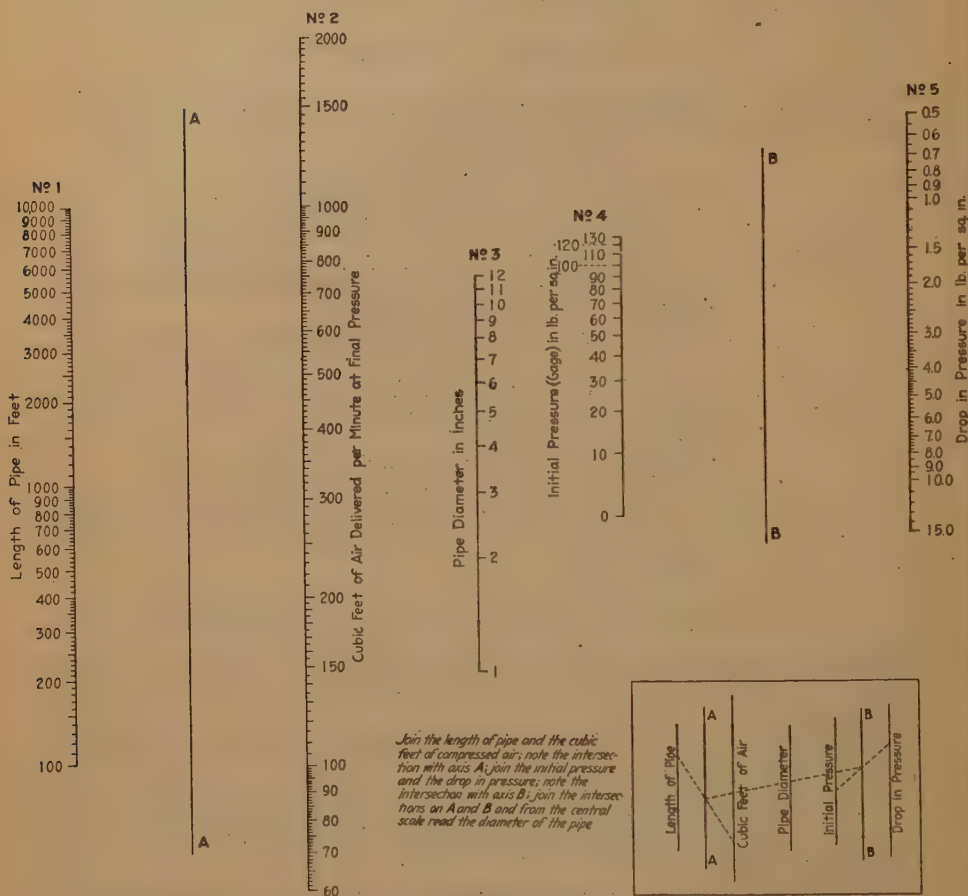 Nº 1
10,000
9000
8000
7000
6000
5000
4000
3000
2000
1000
900
800
700
600
500
400
300
200
100
Length of Pipe in Feet
A
A
Nº 2
2000
1500
1000
900
800
700
600
500
400
300
200
150
100
90
80
70
60
Cubic Feet of Air Delivered per Minute at Final Pressure
Nº 3
12
11
10
9
8
7
6
5
4
3
2
1
Pipe Diameter in Inches
Nº 4
130
120
110
100
90
80
70
60
50
40
30
20
10
0
Initial Pressure (Gage) in lb. per sq. in.
B
B
Nº 5
0.5
0.6
0.7
0.8
0.9
1.0
1.5
2.0
3.0
4.0
5.0
6.0
7.0
8.0
9.0
10.0
15.0
Drop in Pressure in lb. per sq. in.
Join the length of pipe and the cubic
feet of compressed air; note the intersec-
tion with axis A; join the initial pressure
and the drop in pressure; note the
intersection with axis B; join the intersec-
tions on A and B and from the central
scale read the diameter of the pipe
Length of Pipe
A
A
Cubic Feet of Air
Pipe Diameter
Initial Pressure
B
B
Drop in Pressure